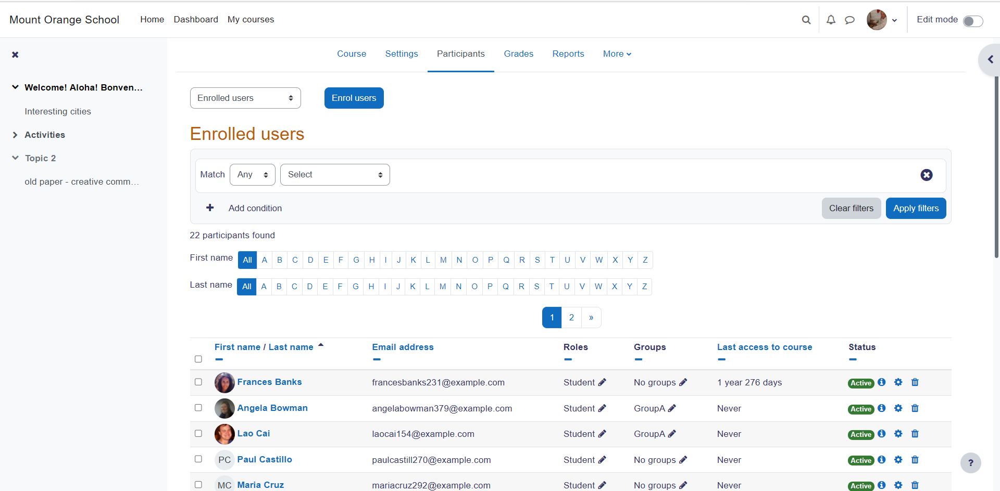 Mount Orange School Home Dashboard My courses Edit mode
Course Settings Participants Grades Reports More
Welcome! Aloha! Bonven...
Interesting cities
Activities
Topic 2
old paper - creative comm...
Enrolled users Enrol users
Enrolled users
Match Any Select
Add condition Clear filters Apply filters
22 participants found
First name All A B C D E F G H I J K L M N O P Q R S T U V W X Y Z
Last name All A B C D E F G H I J K L M N O P Q R S T U V W X Y Z
1 2 »
First name / Last name Email address Roles Groups Last access to course Status
Frances Banks francesbanks231@example.com Student No groups 1 year 276 days Active
Angela Bowman angelabowman379@example.com Student GroupA Never Active
Lao Cai laocai154@example.com Student GroupA Never Active
PC Paul Castillo paulcastill270@example.com Student No groups Never Active
?
MC Maria Cruz mariacruz292@example.com Student No groups Never Active